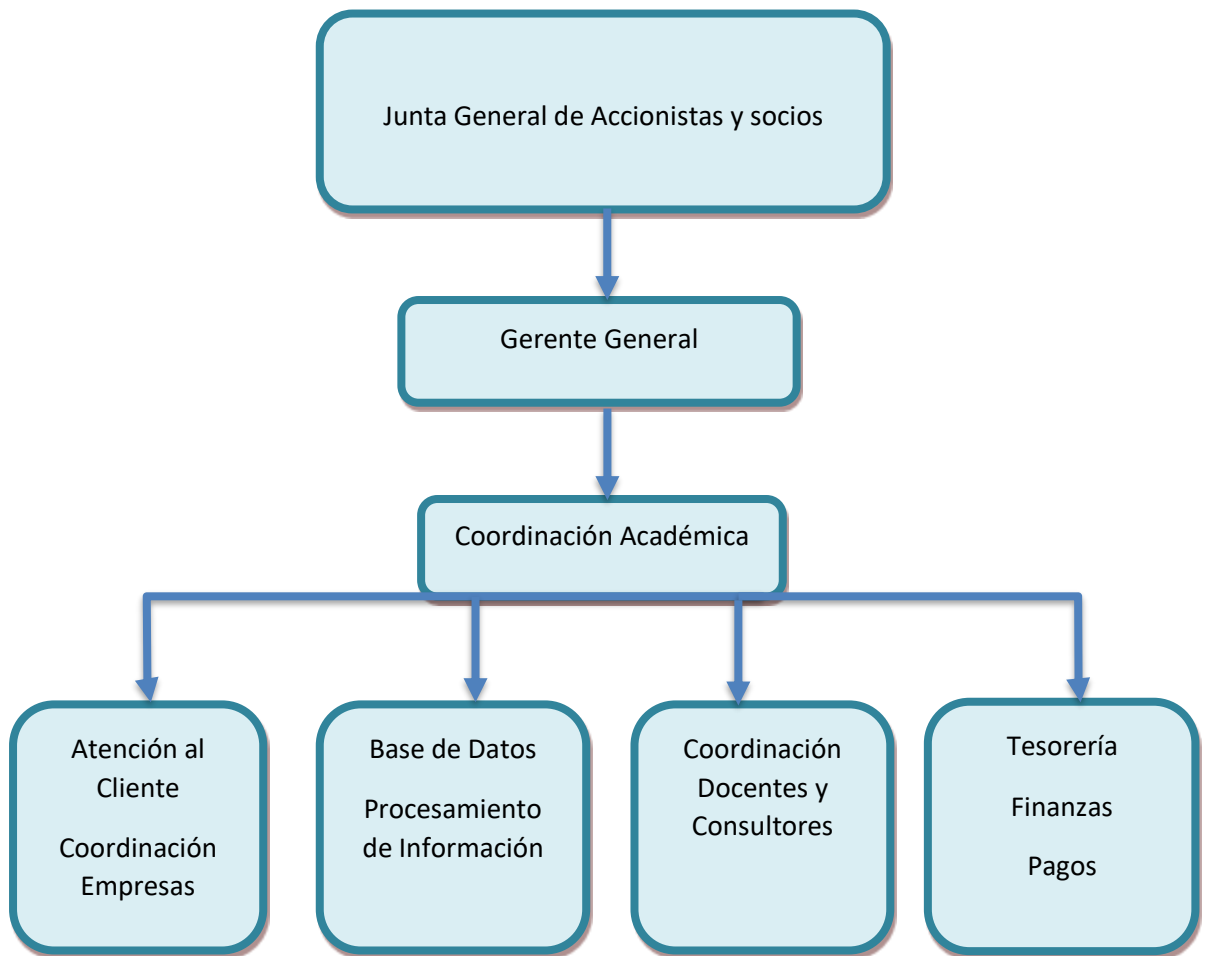 Junta General de Accionistas y socios
Gerente General
Coordinación Académica
Atención al
Cliente
Coordinación
Empresas
Base de Datos
Procesamiento
de Información
Coordinación
Docentes y
Consultores
Tesorería
Finanzas
Pagos